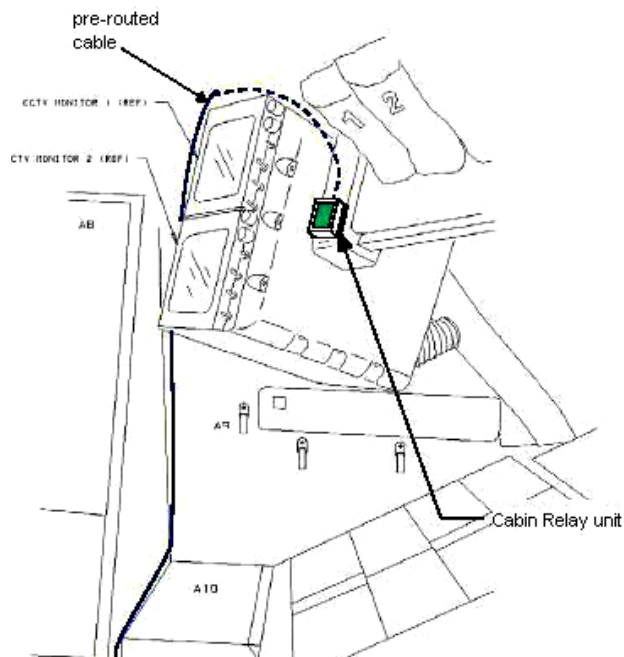 pre-routed
cable
CCTV MONITOR 1 (REF)
CTV MONITOR 2 (REF)
1
2
A8
A9
Cabin Relay unit
A10